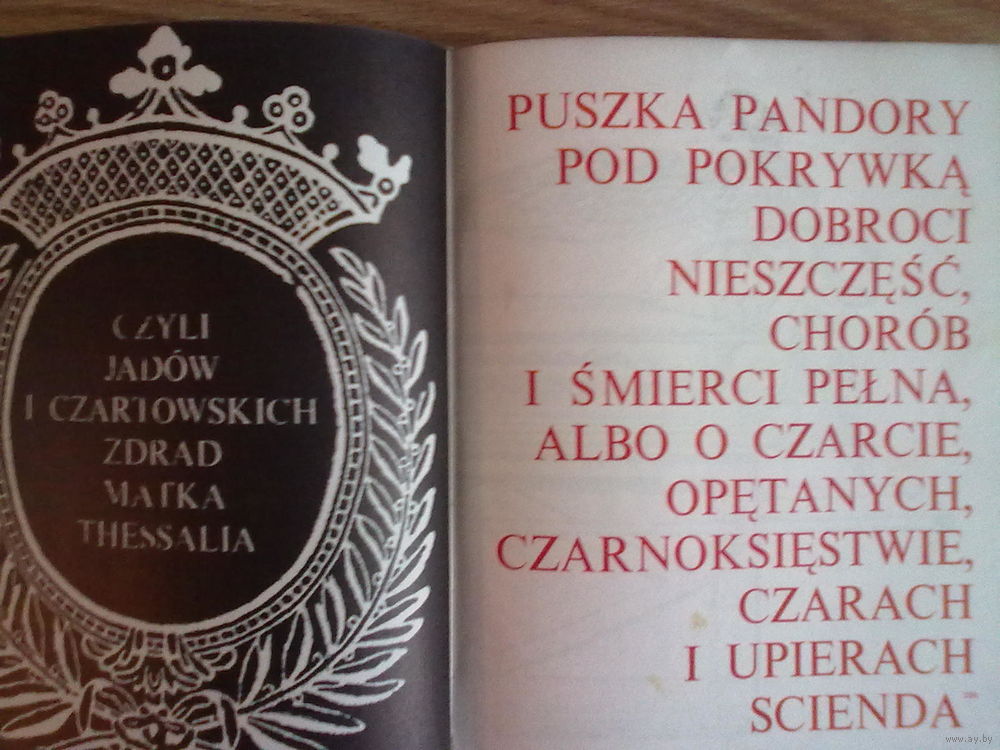 CZYLI
JADÓW
I CZARTOWSKICH
ZDRAD
MATKA
THESSALIA
PUSZKA PANDORY
POD POKRYWKĄ
DOBROCI
NIESZCZĘŚĆ,
CHORÓB
I ŚMIERCI PEŁNA,
ALBO O CZARCIE,
OPĘTANYCH,
CZARNOKSIĘSTWIE,
CZARACH
I UPIERACH
SCIENDA
www.ay.by